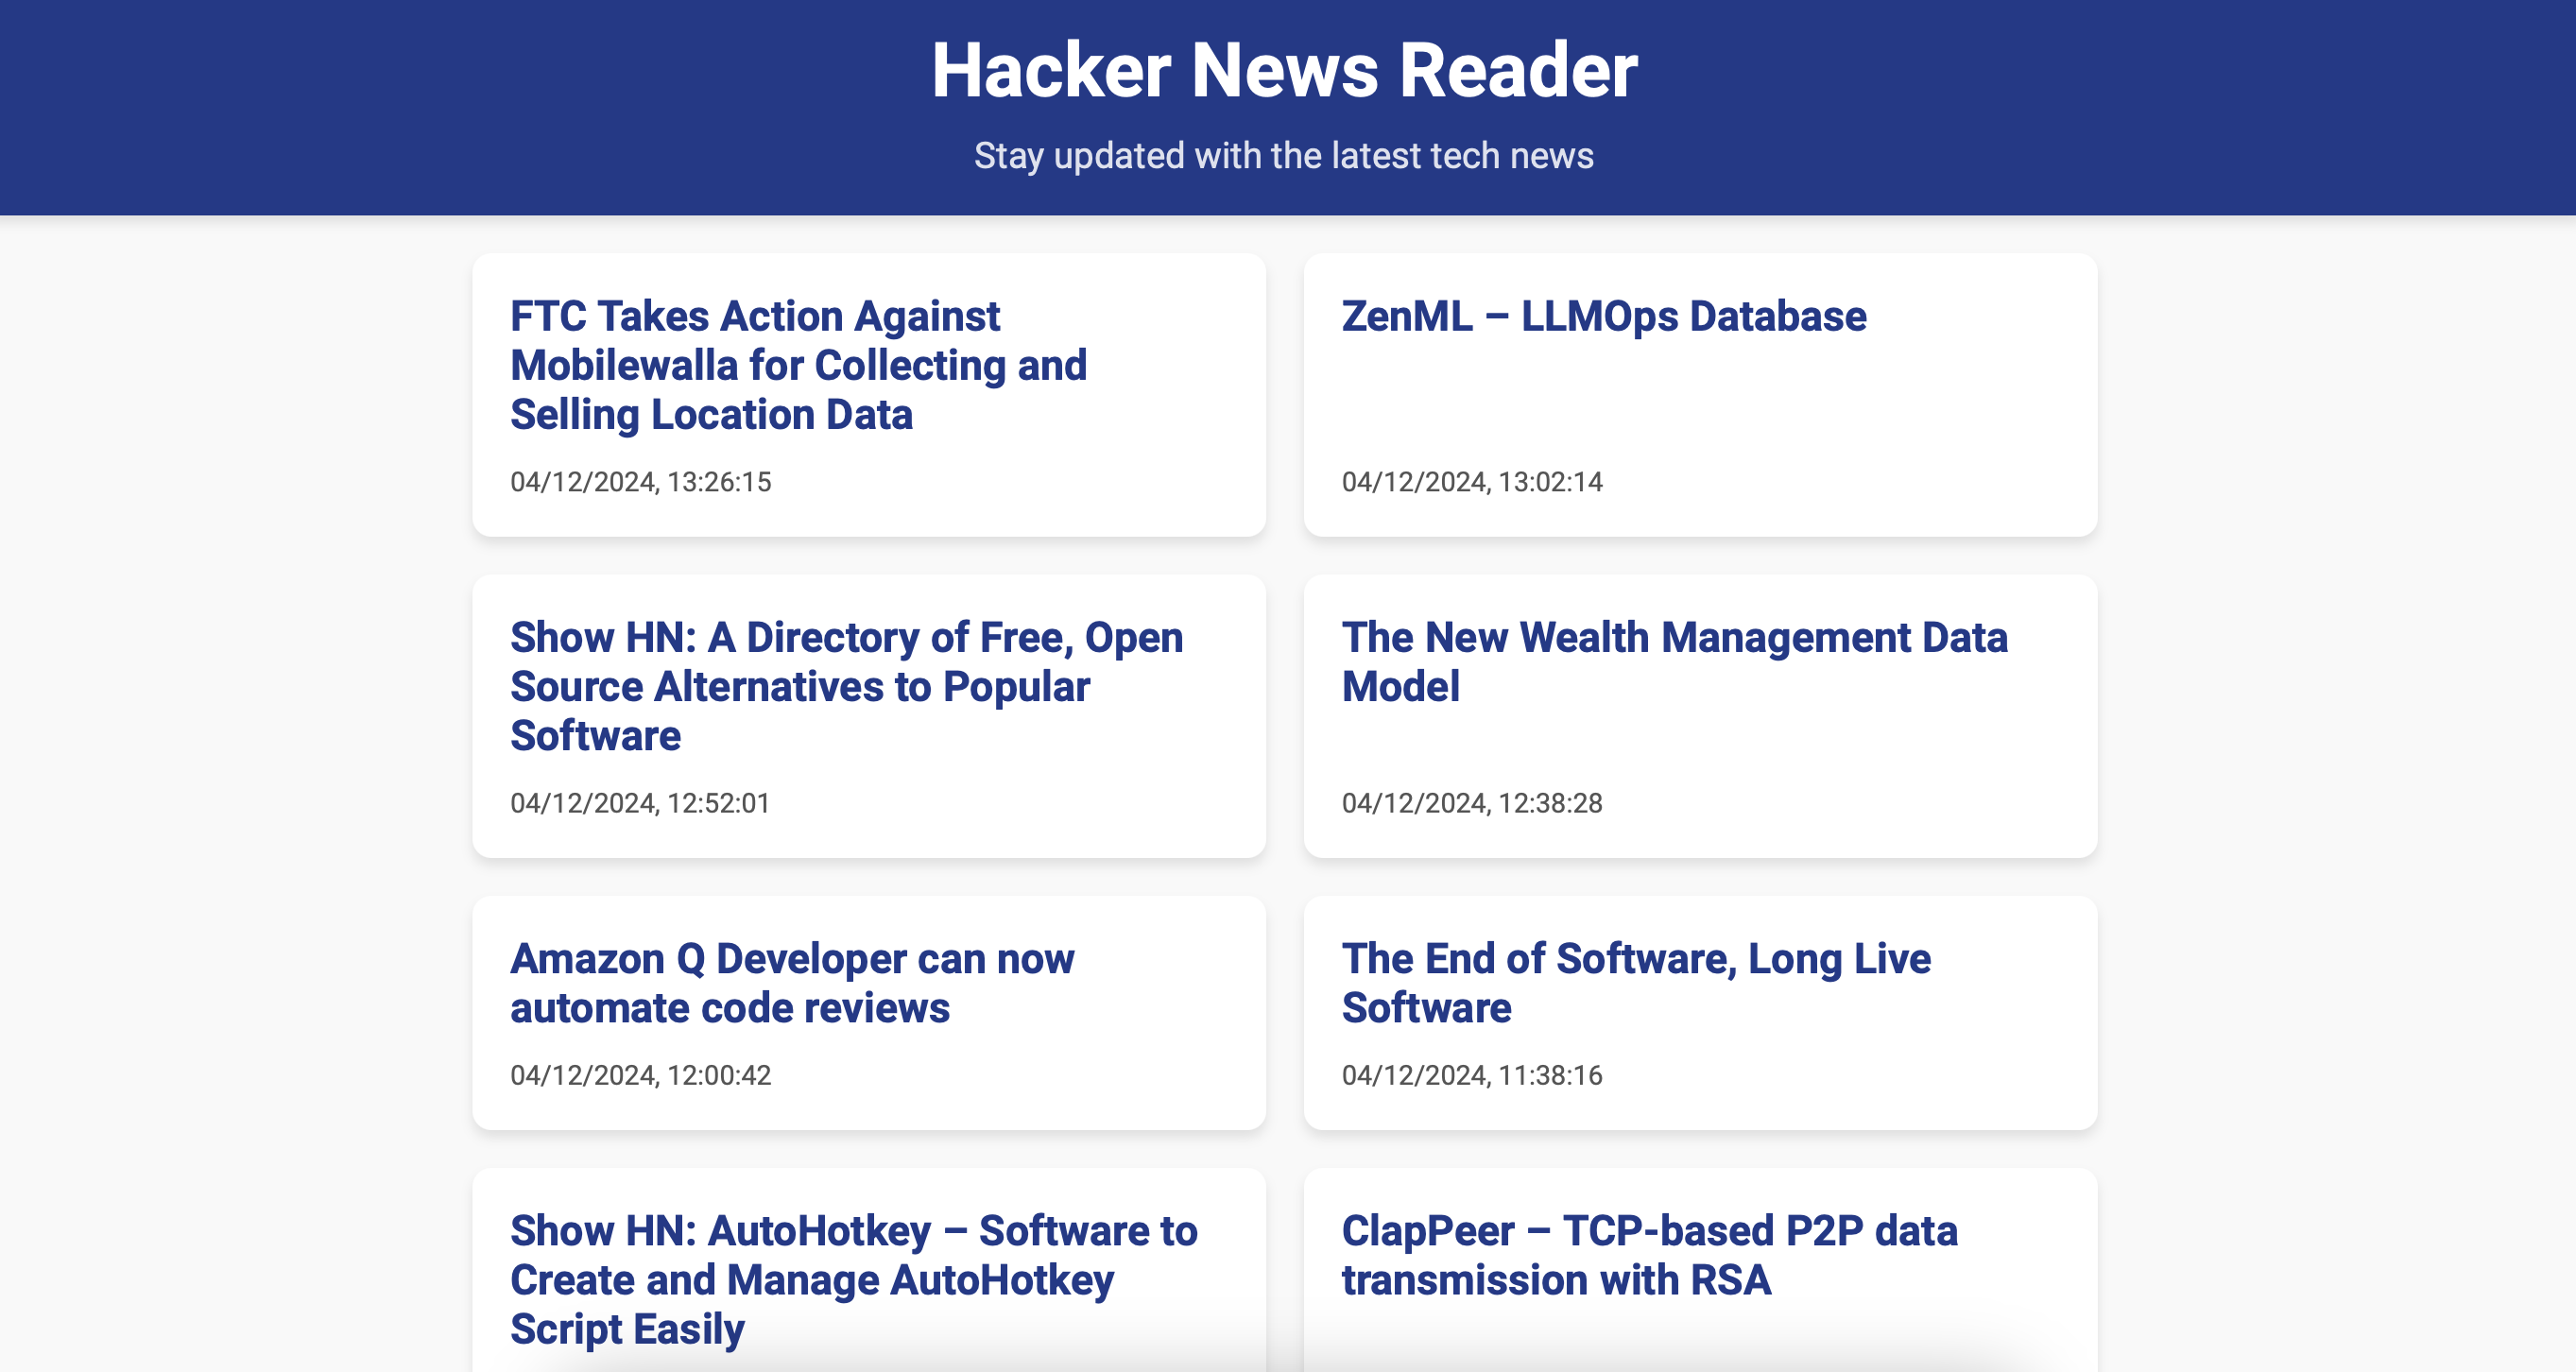 Hacker News Reader
Stay updated with the latest tech news
FTC Takes Action Against
Mobilewalla for Collecting and
Selling Location Data
04/12/2024, 13:26:15
ZenML – LLMOps Database
04/12/2024, 13:02:14
Show HN: A Directory of Free, Open
Source Alternatives to Popular
Software
04/12/2024, 12:52:01
The New Wealth Management Data
Model
04/12/2024, 12:38:28
Amazon Q Developer can now
automate code reviews
04/12/2024, 12:00:42
The End of Software, Long Live
Software
04/12/2024, 11:38:16
Show HN: AutoHotkey – Software to
Create and Manage AutoHotkey
Script Easily
ClapPeer – TCP-based P2P data
transmission with RSA